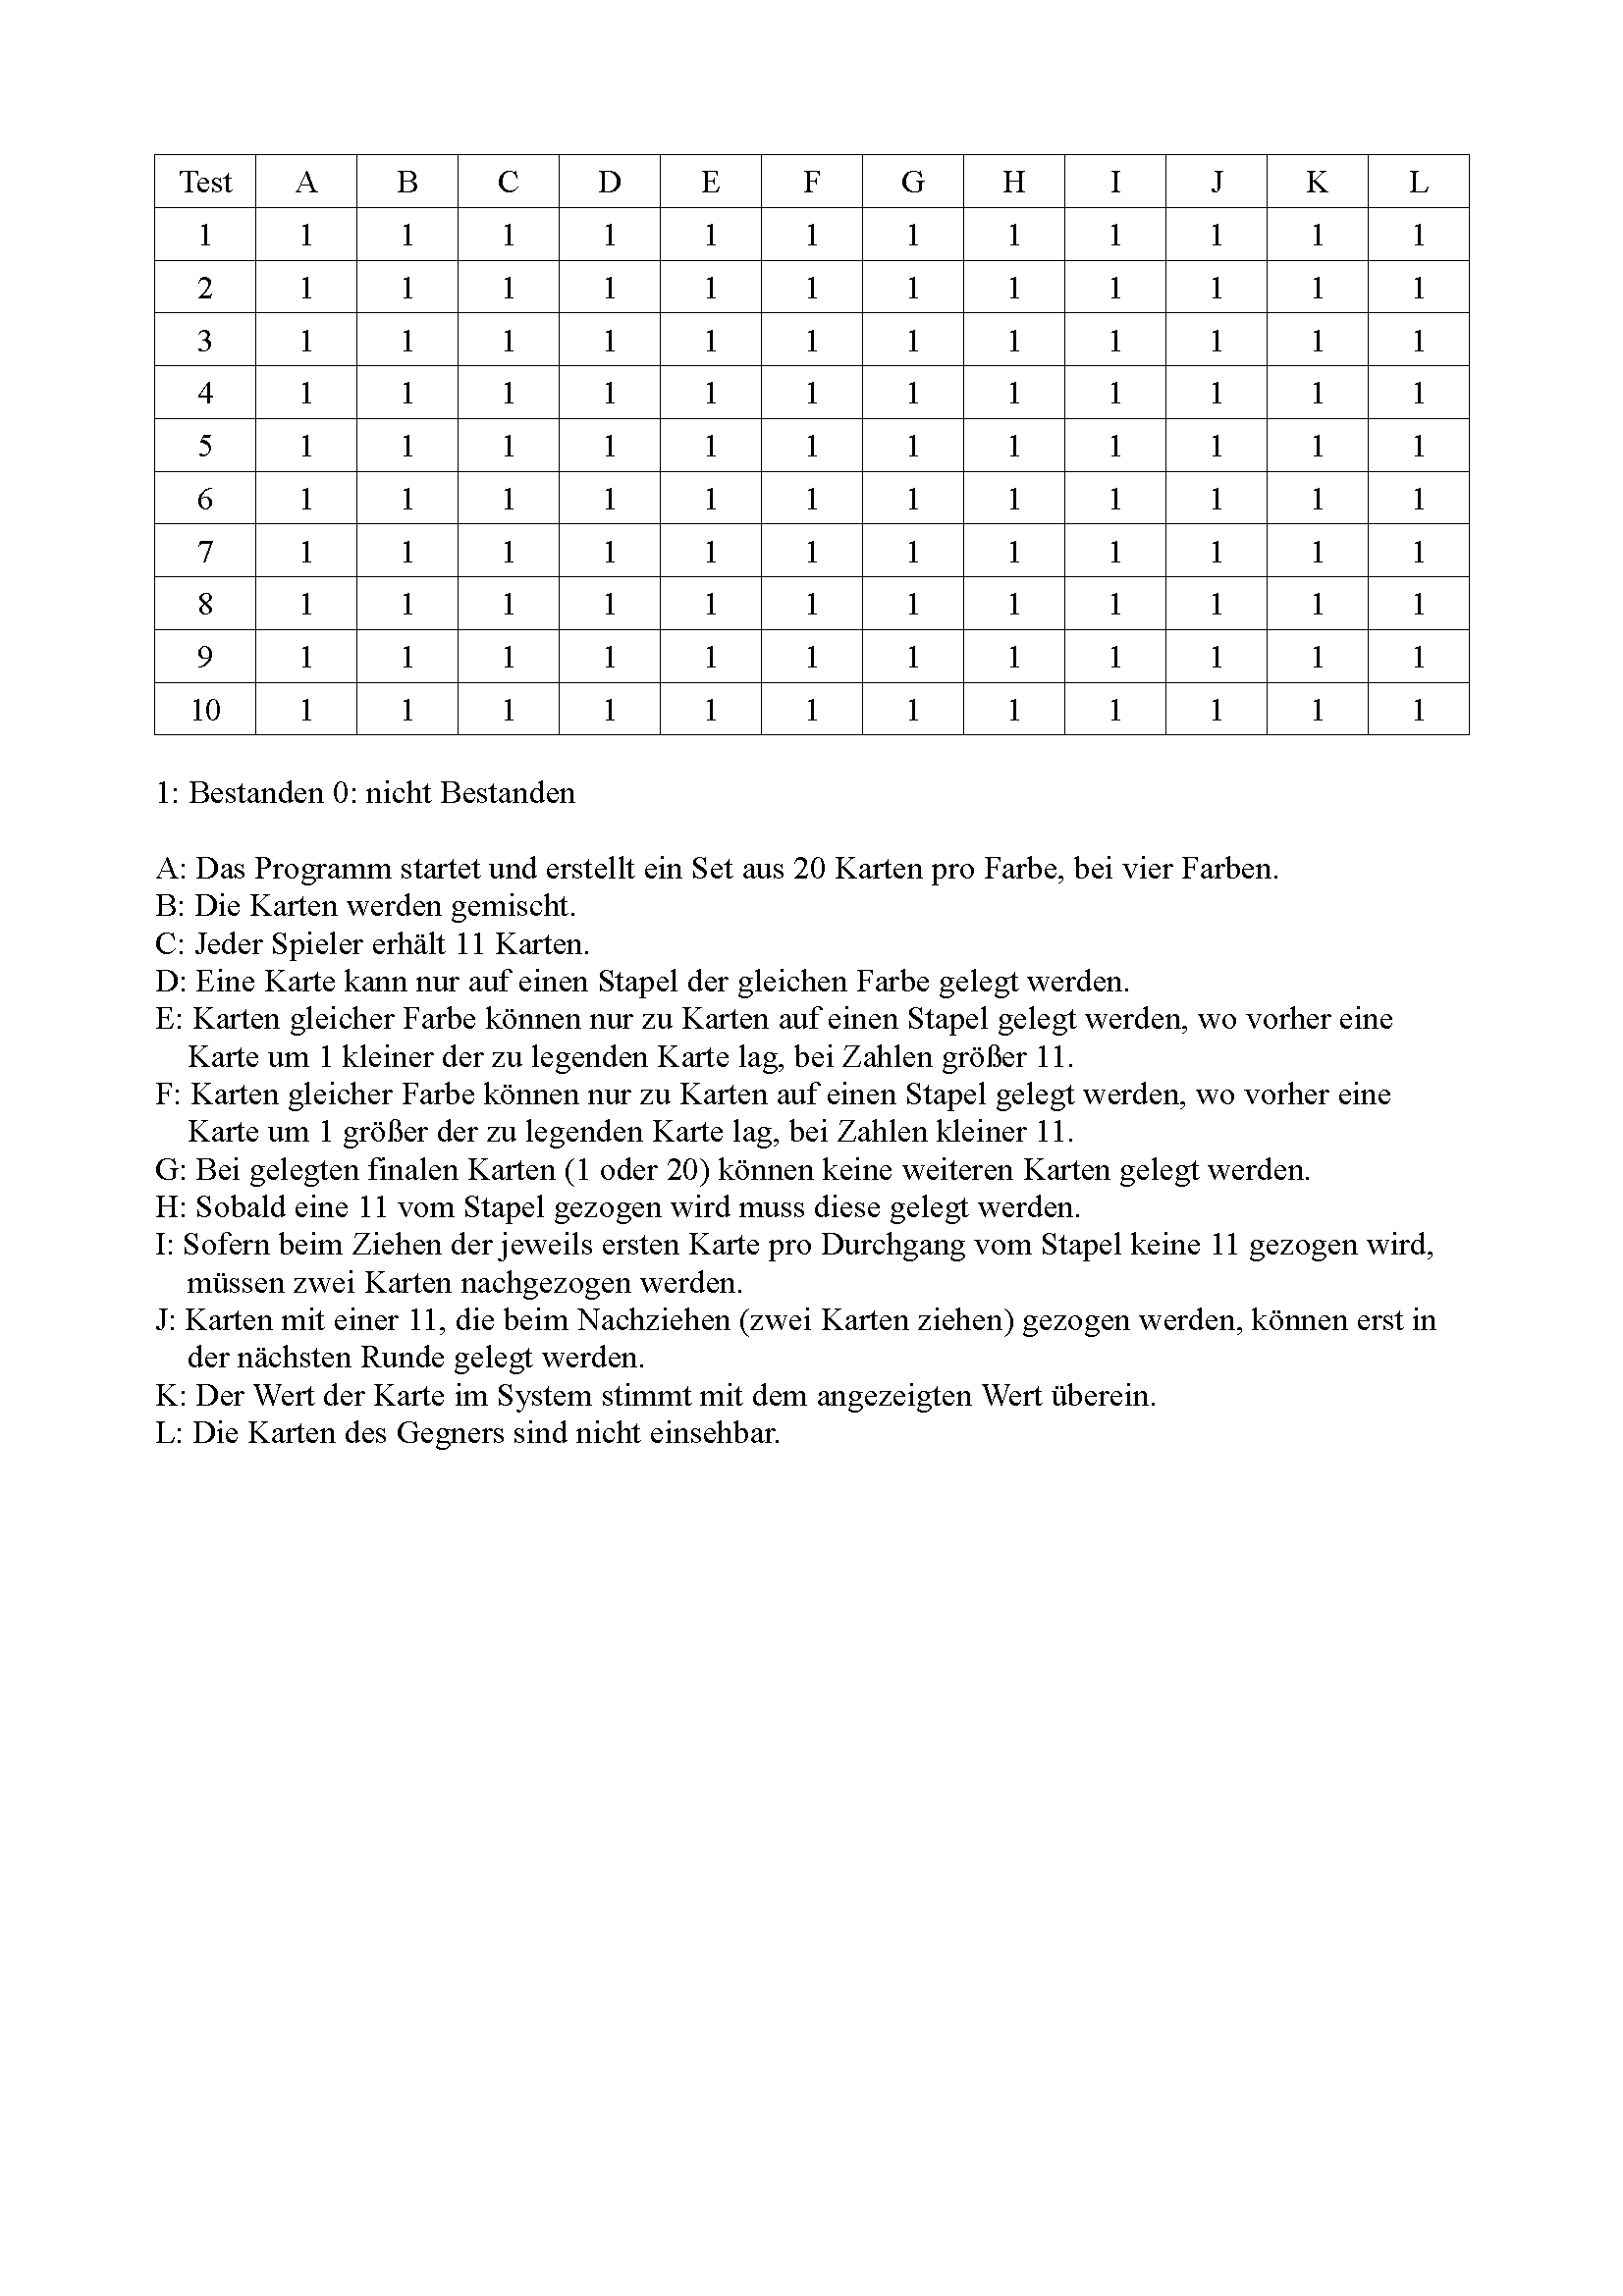 Test A B C D E F G H I J K L
1 1 1 1 1 1 1 1 1 1 1 1 1
2 1 1 1 1 1 1 1 1 1 1 1 1
3 1 1 1 1 1 1 1 1 1 1 1 1
4 1 1 1 1 1 1 1 1 1 1 1 1
5 1 1 1 1 1 1 1 1 1 1 1 1
6 1 1 1 1 1 1 1 1 1 1 1 1
7 1 1 1 1 1 1 1 1 1 1 1 1
8 1 1 1 1 1 1 1 1 1 1 1 1
9 1 1 1 1 1 1 1 1 1 1 1 1
10 1 1 1 1 1 1 1 1 1 1 1 1
1: Bestanden 0: nicht Bestanden
A: Das Programm startet und erstellt ein Set aus 20 Karten pro Farbe, bei vier Farben.
B: Die Karten werden gemischt.
C: Jeder Spieler erhält 11 Karten.
D: Eine Karte kann nur auf einen Stapel der gleichen Farbe gelegt werden.
E: Karten gleicher Farbe können nur zu Karten auf einen Stapel gelegt werden, wo vorher eine
Karte um 1 kleiner der zu legenden Karte lag, bei Zahlen größer 11.
F: Karten gleicher Farbe können nur zu Karten auf einen Stapel gelegt werden, wo vorher eine
Karte um 1 größer der zu legenden Karte lag, bei Zahlen kleiner 11.
G: Bei gelegten finalen Karten (1 oder 20) können keine weiteren Karten gelegt werden.
H: Sobald eine 11 vom Stapel gezogen wird muss diese gelegt werden.
I: Sofern beim Ziehen der jeweils ersten Karte pro Durchgang vom Stapel keine 11 gezogen wird,
müssen zwei Karten nachgezogen werden.
J: Karten mit einer 11, die beim Nachziehen (zwei Karten ziehen) gezogen werden, können erst in
der nächsten Runde gelegt werden.
K: Der Wert der Karte im System stimmt mit dem angezeigten Wert überein.
L: Die Karten des Gegners sind nicht einsehbar.